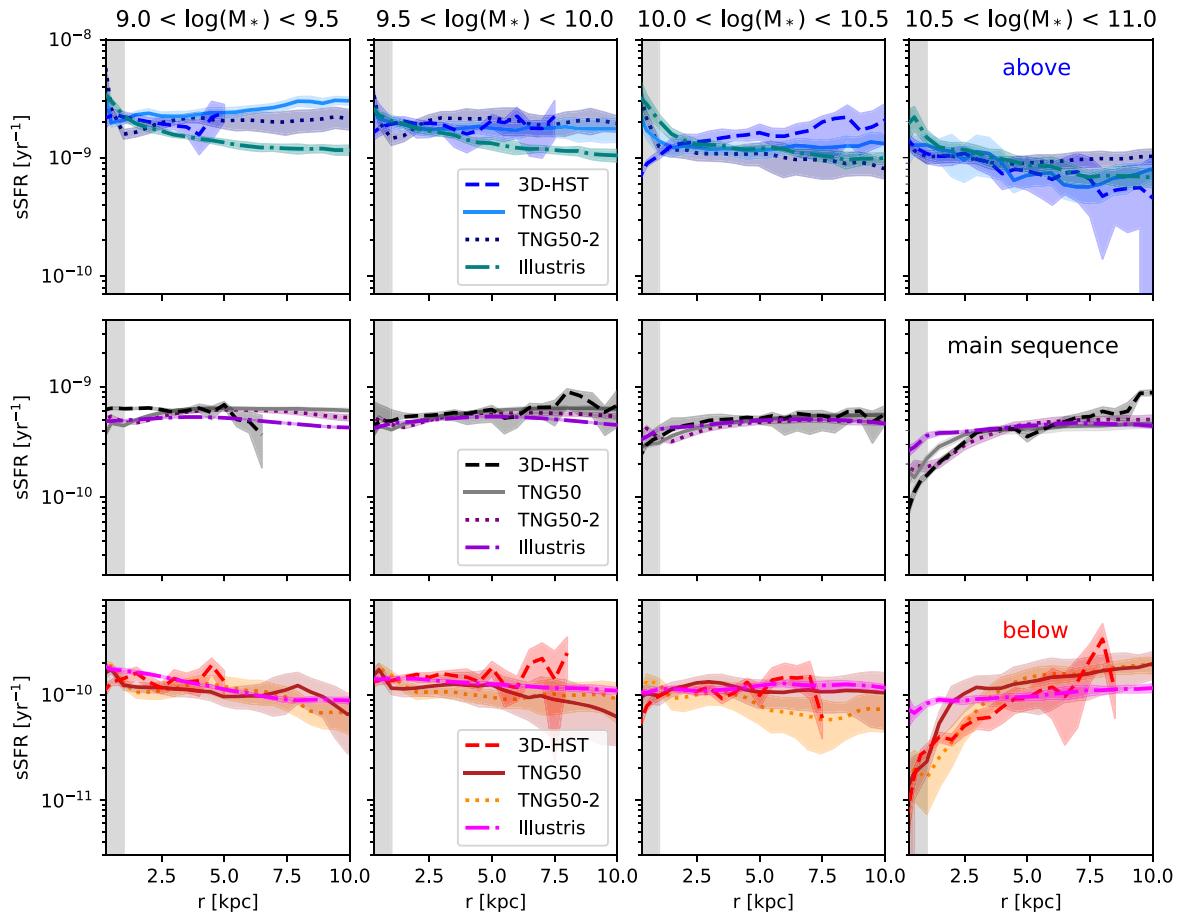 9.0 < log(M*) < 9.5 9.5 < log(M*) < 10.0 10.0 < log(M*) < 10.5 10.5 < log(M*) < 11.0
10⁻⁸
above
sSFR [yr⁻¹]
10⁻⁹
3D-HST
TNG50
TNG50-2
Illustris
10⁻¹⁰
main sequence
10⁻⁹
sSFR [yr⁻¹]
3D-HST
TNG50
TNG50-2
Illustris
10⁻¹⁰
below
sSFR [yr⁻¹]
10⁻¹⁰
3D-HST
TNG50
TNG50-2
Illustris
10⁻¹¹
2.5 5.0 7.5 10.0 2.5 5.0 7.5 10.0 2.5 5.0 7.5 10.0 2.5 5.0 7.5 10.0
r [kpc] r [kpc] r [kpc] r [kpc]